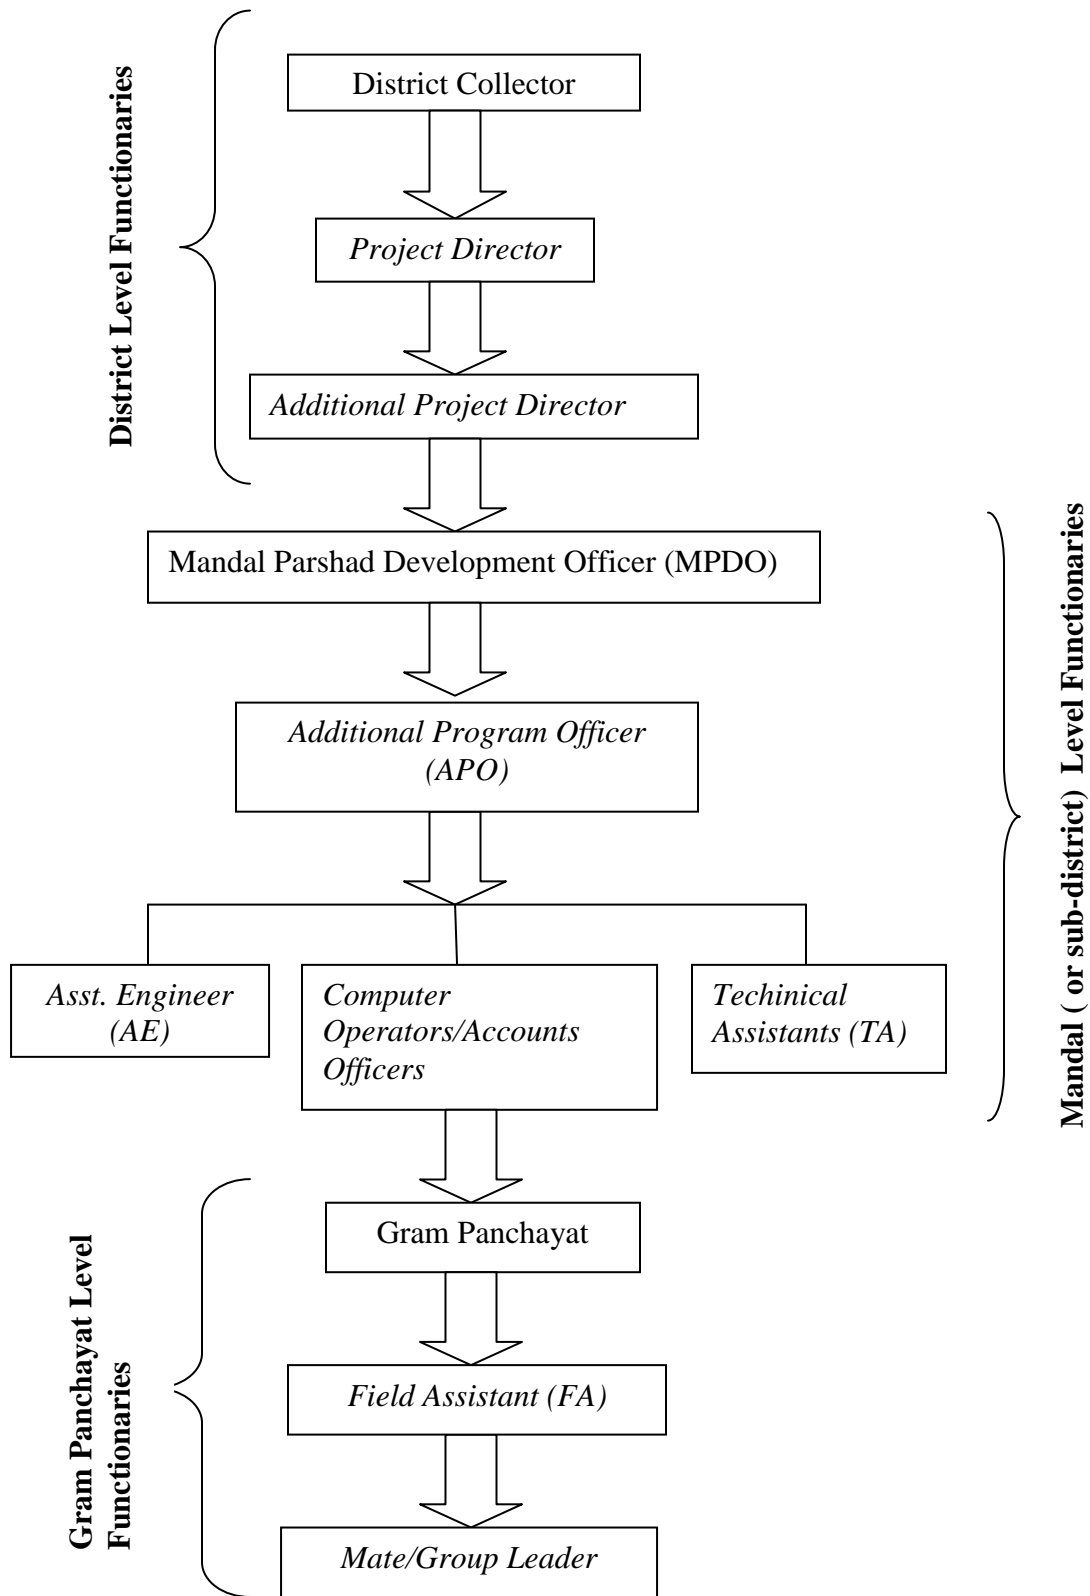 District Level Functionaries
District Collector
Project Director
Additional Project Director
Mandal Parshad Development Officer (MPDO)
Additional Program Officer
(APO)
Mandal ( or sub-district) Level Functionaries
Asst. Engineer
(AE)
Computer
Operators/Accounts
Officers
Techinical
Assistants (TA)
Gram Panchayat Level
Functionaries
Gram Panchayat
Field Assistant (FA)
Mate/Group Leader